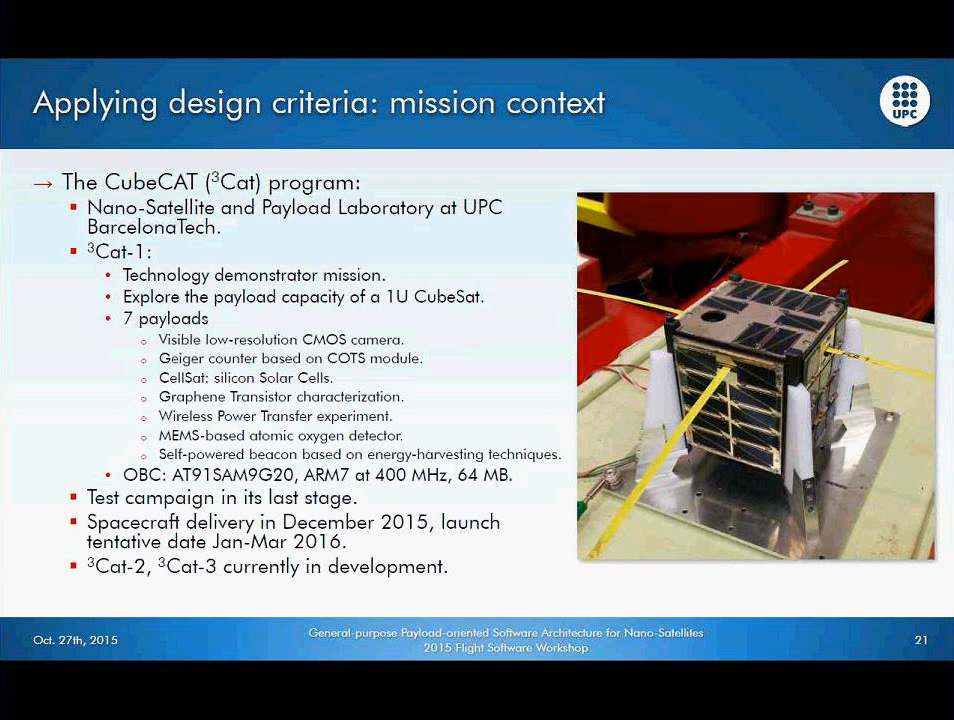 Applying design criteria: mission context
UPC
→ The CubeCAT (³Cat) program:
▪ Nano-Satellite and Payload Laboratory at UPC
BarcelonaTech.
▪ ³Cat-1:
• Technology demonstrator mission.
• Explore the payload capacity of a 1U CubeSat.
• 7 payloads
o Visible low-resolution CMOS camera.
o Geiger counter based on COTS module.
o CellSat: silicon Solar Cells.
o Graphene Transistor characterization.
o Wireless Power Transfer experiment.
o MEMS-based atomic oxygen detector.
o Self-powered beacon based on energy-harvesting techniques.
• OBC: AT91SAM9G20, ARM7 at 400 MHz, 64 MB.
▪ Test campaign in its last stage.
▪ Spacecraft delivery in December 2015, launch
tentative date Jan-Mar 2016.
▪ ³Cat-2, ³Cat-3 currently in development.
Oct. 27th, 2015
General-purpose Payload-oriented Software Architecture for Nano-Satellites
2015 Flight Software Workshop
21